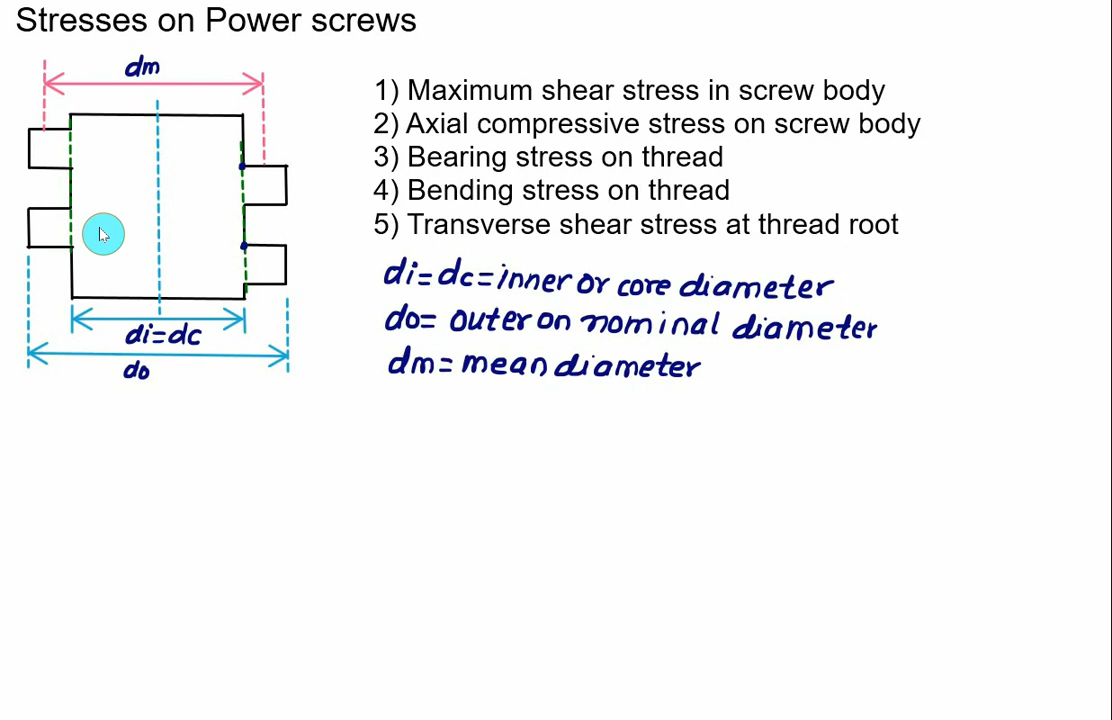 Stresses on Power screws
dm
di=dc
do
1) Maximum shear stress in screw body
2) Axial compressive stress on screw body
3) Bearing stress on thread
4) Bending stress on thread
5) Transverse shear stress at thread root
di=dc=inner or core diameter
do= outer on nominal diameter
dm= mean diameter